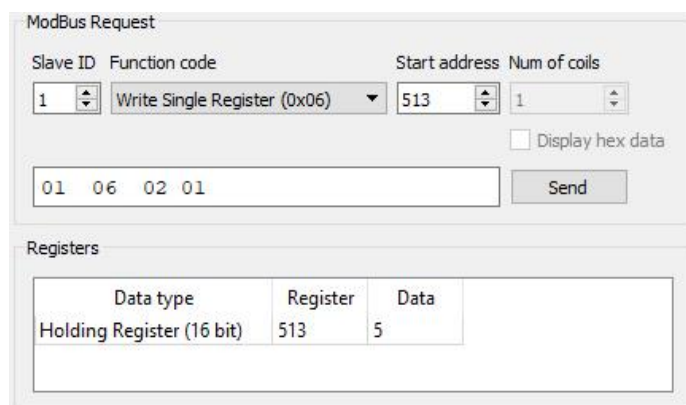 ModBus Request
Slave ID Function code Start address Num of coils
1 Write Single Register (0x06) 513 1
Display hex data
01 06 02 01 Send
Registers
Data type Register Data
Holding Register (16 bit) 513 5